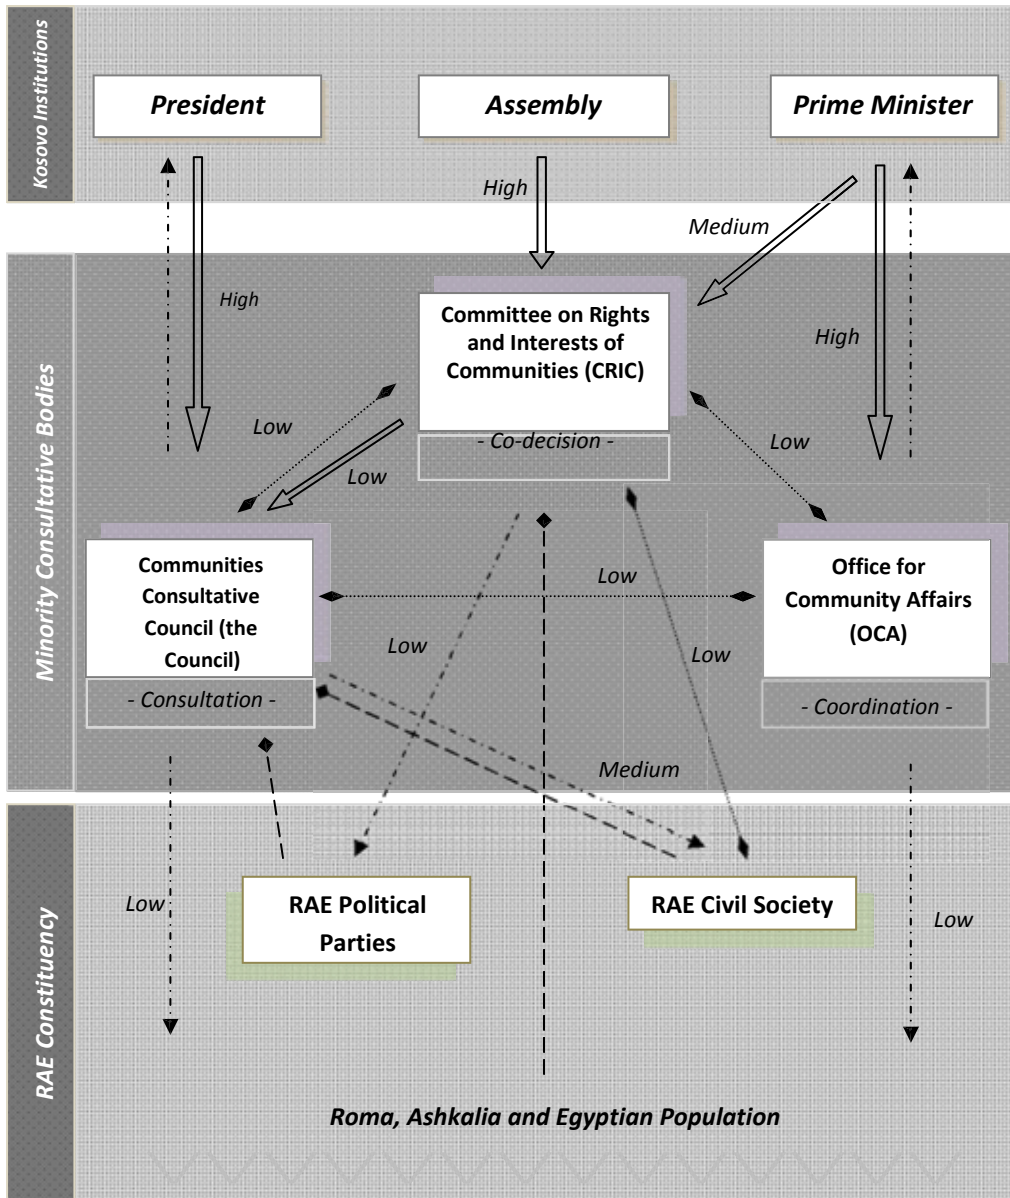 Kosovo Institutions
President
Assembly
Prime Minister
High
Medium
High
High
Minority Consultative Bodies
Committee on Rights
and Interests of
Communities (CRIC)
- Co-decision -
Low
Low
Low
Communities
Consultative
Council (the
Council)
- Consultation -
Low
Office for
Community Affairs
(OCA)
- Coordination -
Low
Low
Medium
RAE Constituency
RAE Political
Parties
RAE Civil Society
Low
Low
Roma, Ashkalia and Egyptian Population